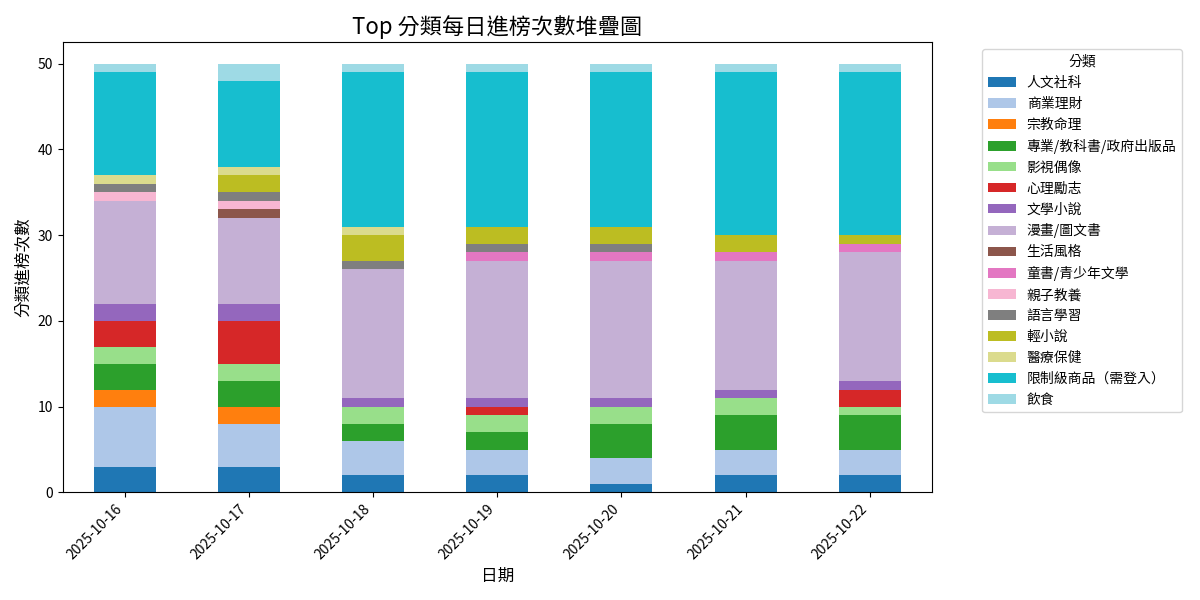 Top 分類每日進榜次數堆疊圖
分類進榜次數
50
40
30
20
10
0
2025-10-16
2025-10-17
2025-10-18
2025-10-19
2025-10-20
2025-10-21
2025-10-22
日期
分類
人文社科
商業理財
宗教命理
專業/教科書/政府出版品
影視偶像
心理勵志
文學小說
漫畫/圖文書
生活風格
童書/青少年文學
親子教養
語言學習
輕小說
醫療保健
限制級商品（需登入）
飲食